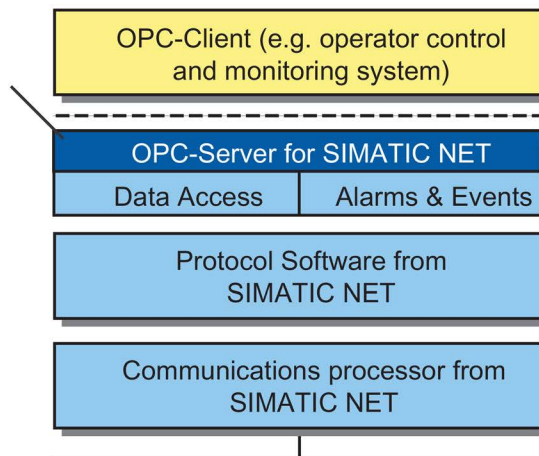 OPC-Client (e.g. operator control
and monitoring system)
OPC-Server for SIMATIC NET
Data Access
Alarms & Events
Protocol Software from
SIMATIC NET
Communications processor from
SIMATIC NET